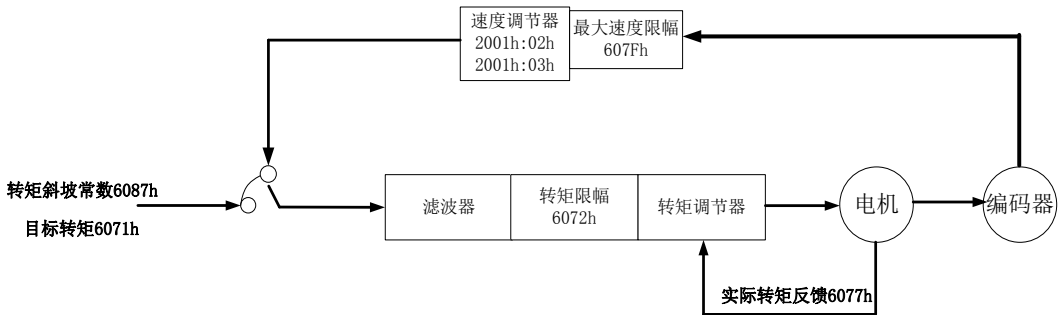 速度调节器
2001h:02h
2001h:03h
最大速度限幅
607Fh
转矩斜坡常数6087h
目标转矩6071h
滤波器
转矩限幅
6072h
转矩调节器
电机
编码器
实际转矩反馈6077h